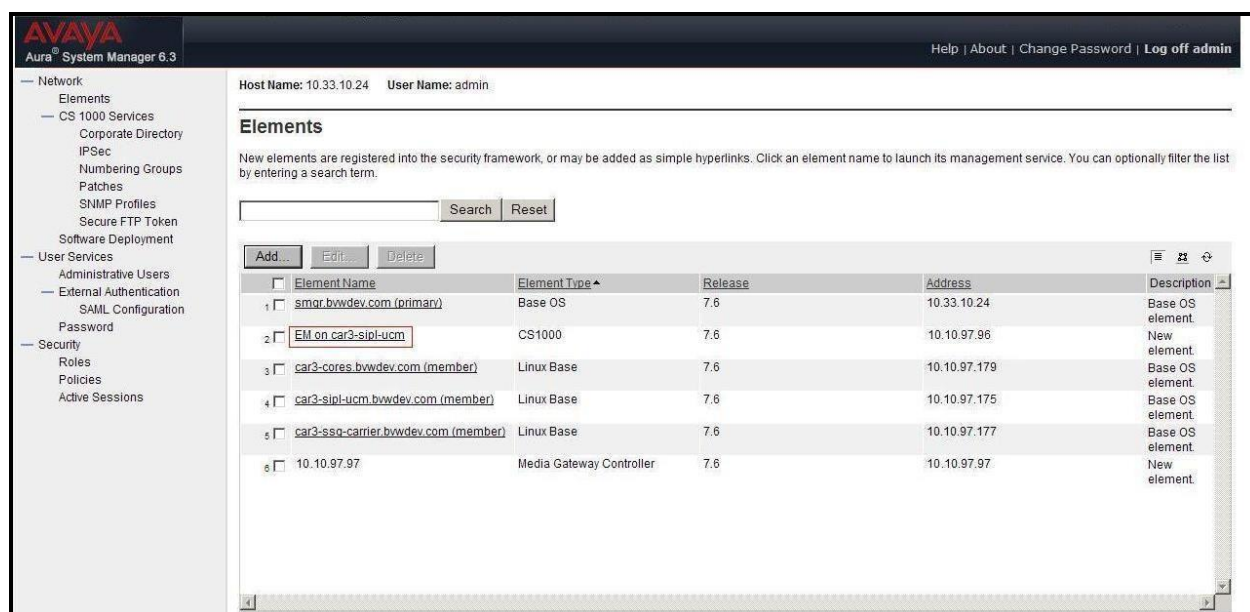 AVAYA
Aura® System Manager 6.3
Help | About | Change Password | Log off admin
— Network
Elements
— CS 1000 Services
Corporate Directory
IPSec
Numbering Groups
Patches
SNMP Profiles
Secure FTP Token
Software Deployment
— User Services
Administrative Users
— External Authentication
SAML Configuration
Password
— Security
Roles
Policies
Active Sessions
Host Name: 10.33.10.24 User Name: admin
Elements
New elements are registered into the security framework, or may be added as simple hyperlinks. Click an element name to launch its management service. You can optionally filter the list
by entering a search term.
Search Reset
Add... Edit... Delete
Element Name Element Type Release Address Description
1 smgr.bvwdev.com (primary) Base OS 7.6 10.33.10.24 Base OS
element.
2 EM on car3-sipl-ucm CS1000 7.6 10.10.97.96 New
element.
3 car3-cores.bvwdev.com (member) Linux Base 7.6 10.10.97.179 Base OS
element.
4 car3-sipl-ucm.bvwdev.com (member) Linux Base 7.6 10.10.97.175 Base OS
element.
5 car3-ssg-carrier.bvwdev.com (member) Linux Base 7.6 10.10.97.177 Base OS
element.
6 10.10.97.97 Media Gateway Controller 7.6 10.10.97.97 New
element.